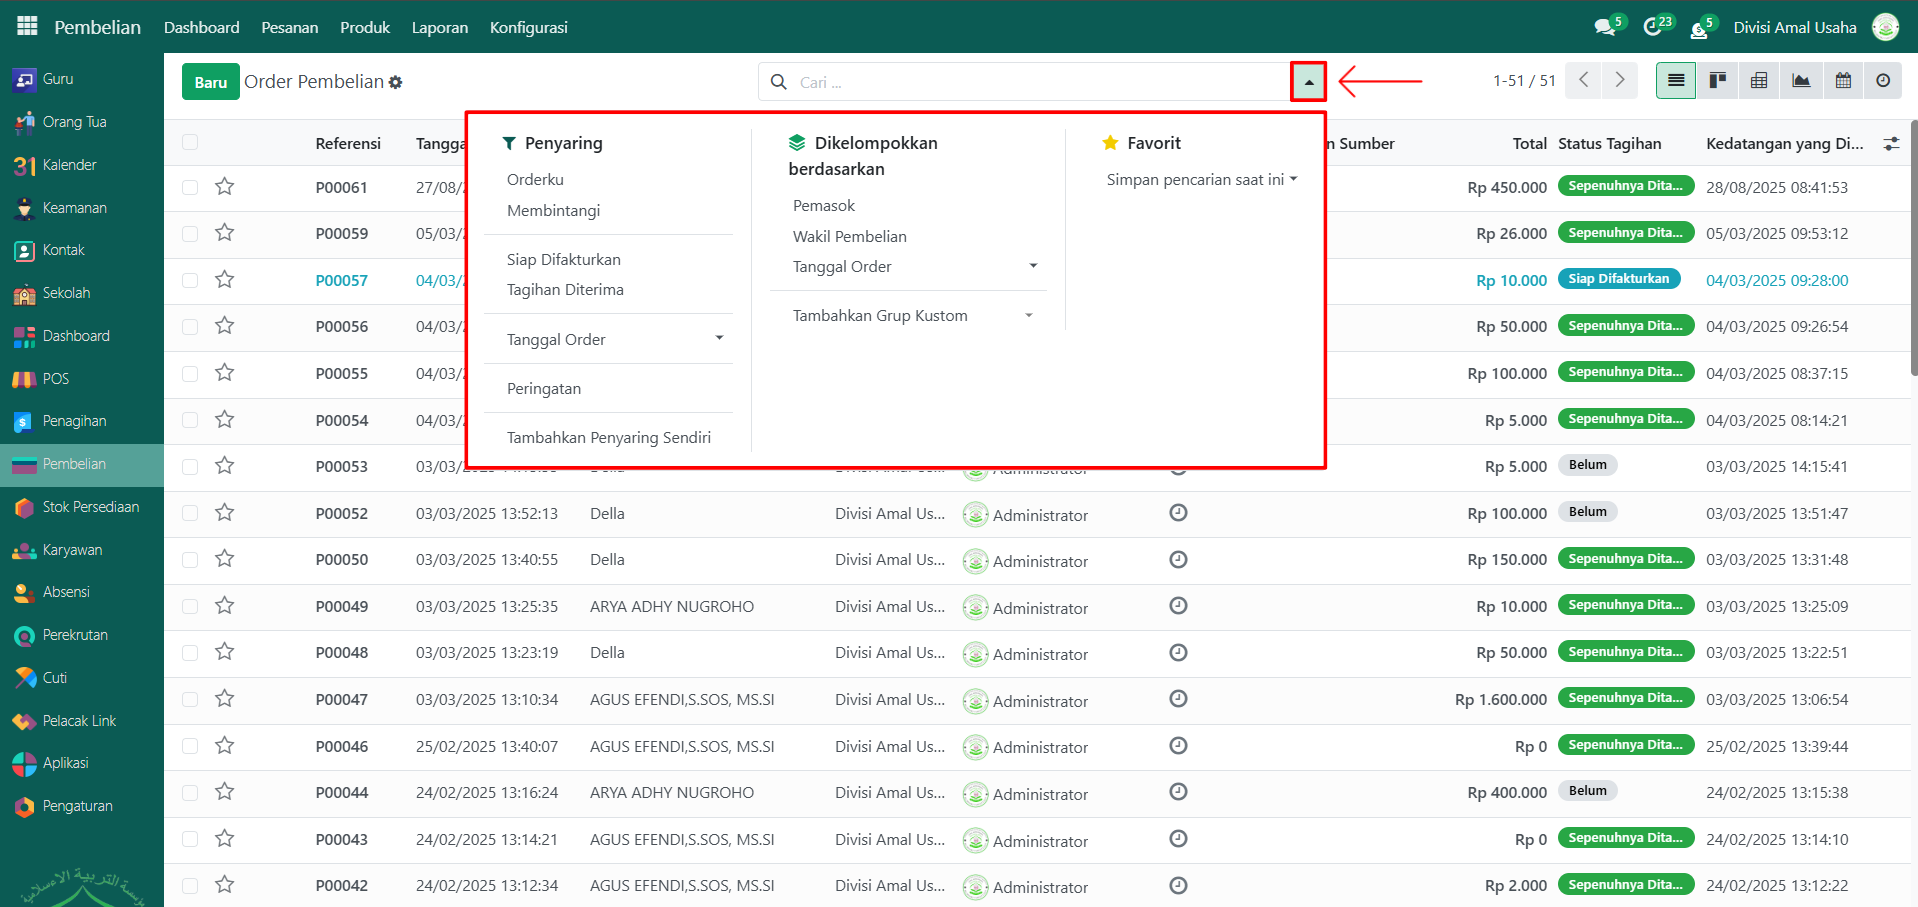 Pembelian Dashboard Pesanan Produk Laporan Konfigurasi 5 23 5 Divisi Amal Usaha
Guru
Orang Tua
31 Kalender
Keamanan
Kontak
Sekolah
Dashboard
POS
Penagihan
Pembelian
Stok Persediaan
Karyawan
Absensi
Perekrutan
Cuti
Pelacak Link
Aplikasi
Pengaturan
Baru Order Pembelian Cari ... 1-51 / 51
Penyaring
Orderku
Membintangi
Siap Difakturkan
Tagihan Diterima
Tanggal Order
Peringatan
Tambahkan Penyaring Sendiri
Dikelompokkan
berdasarkan
Pemasok
Wakil Pembelian
Tanggal Order
Tambahkan Grup Kustom
Favorit
Simpan pencarian saat ini
Referensi Tangga n Sumber Total Status Tagihan Kedatangan yang Di...
P00061 27/08/ Rp 450.000 Sepenuhnya Dita... 28/08/2025 08:41:53
P00059 05/03/ Rp 26.000 Sepenuhnya Dita... 05/03/2025 09:53:12
P00057 04/03/ Rp 10.000 Siap Difakturkan 04/03/2025 09:28:00
P00056 04/03/ Rp 50.000 Sepenuhnya Dita... 04/03/2025 09:26:54
P00055 04/03/ Rp 100.000 Sepenuhnya Dita... 04/03/2025 08:37:15
P00054 04/03/ Rp 5.000 Sepenuhnya Dita... 04/03/2025 08:14:21
P00053 03/03/ Administrator Rp 5.000 Belum 03/03/2025 14:15:41
P00052 03/03/2025 13:52:13 Della Divisi Amal Us... Administrator Rp 100.000 Belum 03/03/2025 13:51:47
P00050 03/03/2025 13:40:55 Della Divisi Amal Us... Administrator Rp 150.000 Sepenuhnya Dita... 03/03/2025 13:31:48
P00049 03/03/2025 13:25:35 ARYA ADHY NUGROHO Divisi Amal Us... Administrator Rp 10.000 Sepenuhnya Dita... 03/03/2025 13:25:09
P00048 03/03/2025 13:23:19 Della Divisi Amal Us... Administrator Rp 50.000 Sepenuhnya Dita... 03/03/2025 13:22:51
P00047 03/03/2025 13:10:34 AGUS EFENDI,S.SOS, MS.SI Divisi Amal Us... Administrator Rp 1.600.000 Sepenuhnya Dita... 03/03/2025 13:06:54
P00046 25/02/2025 13:40:07 AGUS EFENDI,S.SOS, MS.SI Divisi Amal Us... Administrator Rp 0 Sepenuhnya Dita... 25/02/2025 13:39:44
P00044 24/02/2025 13:16:24 ARYA ADHY NUGROHO Divisi Amal Us... Administrator Rp 400.000 Belum 24/02/2025 13:15:38
P00043 24/02/2025 13:14:21 AGUS EFENDI,S.SOS, MS.SI Divisi Amal Us... Administrator Rp 0 Sepenuhnya Dita... 24/02/2025 13:14:10
P00042 24/02/2025 13:12:34 AGUS EFENDI,S.SOS, MS.SI Divisi Amal Us... Administrator Rp 2.000 Sepenuhnya Dita... 24/02/2025 13:12:22